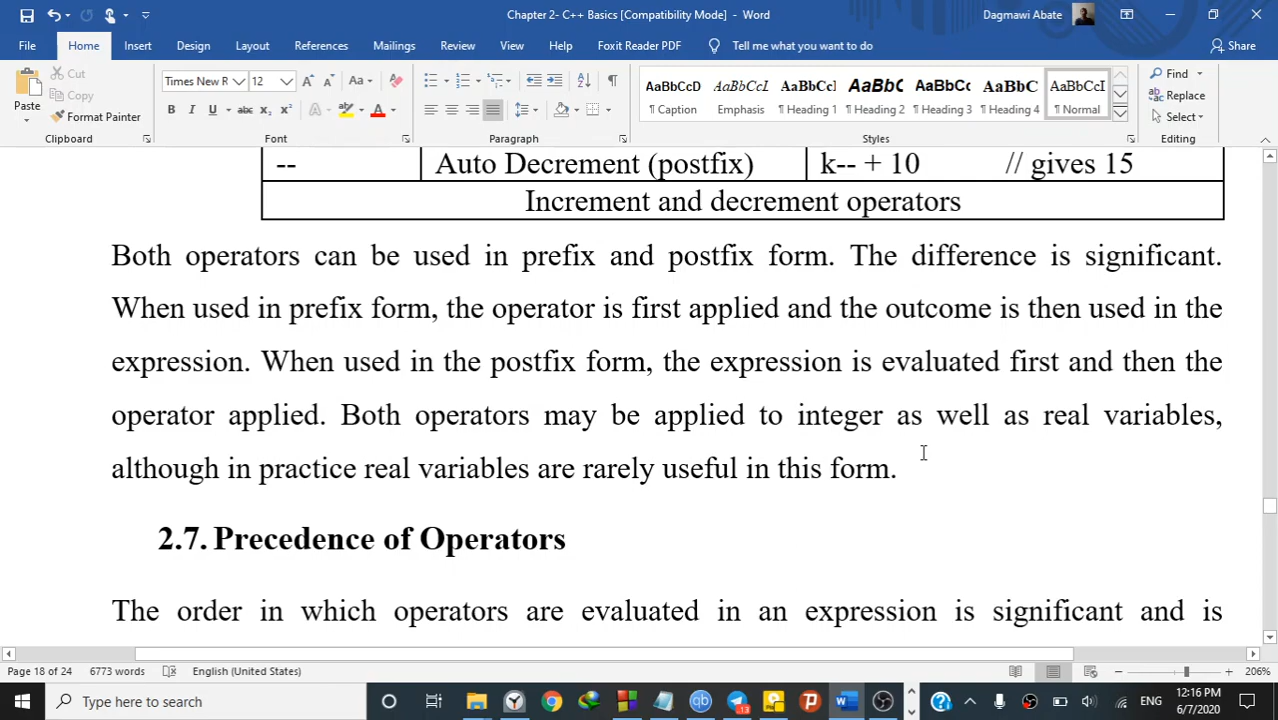 Chapter 2- C++ Basics [Compatibility Mode] - Word
Dagmawi Abate
File Home Insert Design Layout References Mailings Review View Help Foxit Reader PDF Tell me what you want to do Share
Paste
Cut
Copy
Format Painter
Clipboard
Times New R 12
Font
Paragraph
AaBbCcD AaBbCcL AaBbCcI AaBbC AaBbCc AaBbC AaBbCcI
¶ Caption Emphasis ¶ Heading 1 ¶ Heading 2 ¶ Heading 3 ¶ Heading 4 ¶ Normal
Styles
Find
Replace
Select
Editing
-- Auto Decrement (postfix) k-- + 10 // gives 15
Increment and decrement operators
Both operators can be used in prefix and postfix form. The difference is significant.
When used in prefix form, the operator is first applied and the outcome is then used in the
expression. When used in the postfix form, the expression is evaluated first and then the
operator applied. Both operators may be applied to integer as well as real variables,
although in practice real variables are rarely useful in this form.
2.7. Precedence of Operators
The order in which operators are evaluated in an expression is significant and is
Page 18 of 24 6773 words English (United States) 206%
Type here to search
13
ENG
12:16 PM
6/7/2020